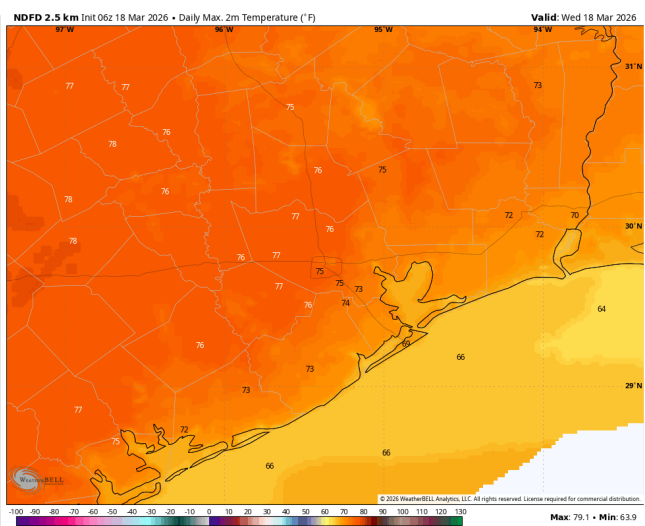 NDFD 2.5 km Init 06z 18 Mar 2026 • Daily Max. 2m Temperature (°F)
Valid: Wed 18 Mar 2026
97°W 96°W 95°W 94°W
31°N
77 77 73
75
76
78
76 75
76
78 77 72 70
76 72
78 30°N
76 77
75
77 75 73
76 74
64
76 69
66
73
29°N
73
77
72
75
66
66
WEATHERBELL
© 2026 WeatherBELL Analytics, LLC. All rights reserved. License required for commercial distribution.
-100 -90 -80 -70 -60 -50 -40 -30 -20 -10 0 10 20 30 40 50 60 70 80 90 100 110 120 130
Max: 79.1 • Min: 63.9